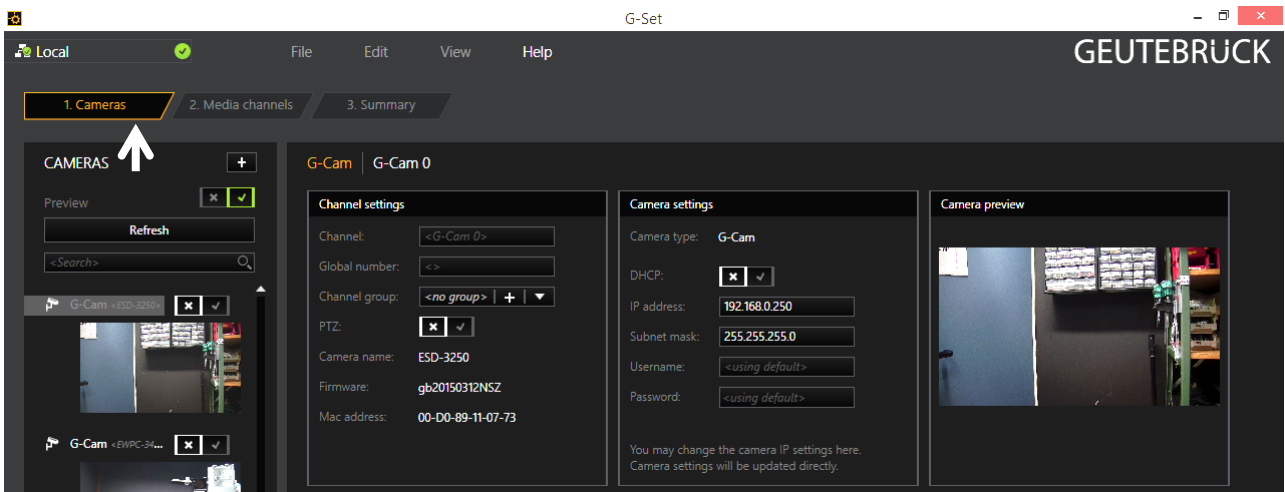 G-Set
Local File Edit View Help GEUTEBRÜCK
1. Cameras 2. Media channels 3. Summary
CAMERAS +
Preview
Refresh
<Search>
G-Cam <ESD-3250>
G-Cam <EWPC-34...
G-Cam | G-Cam 0
Channel settings
Channel: <G-Cam 0>
Global number: <>
Channel group: <no group> | + |
PTZ:
Camera name: ESD-3250
Firmware: gb20150312NSZ
Mac address: 00-D0-89-11-07-73
Camera settings
Camera type: G-Cam
DHCP:
IP address: 192.168.0.250
Subnet mask: 255.255.255.0
Username: <using default>
Password: <using default>
You may change the camera IP settings here.
Camera settings will be updated directly.
Camera preview